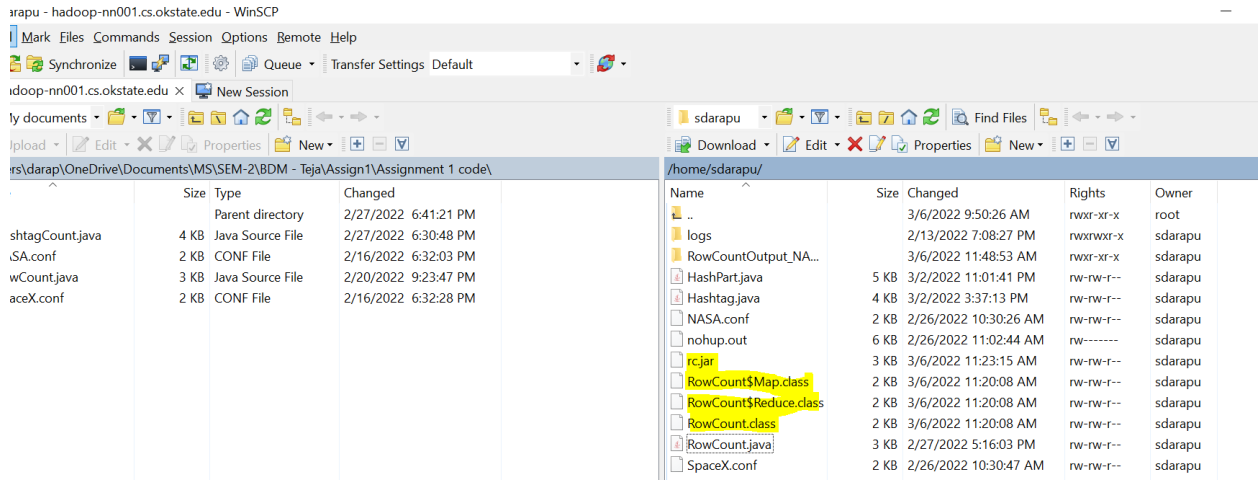 arapu - hadoop-nn001.cs.okstate.edu - WinSCP
l Mark Files Commands Session Options Remote Help
Synchronize Queue Transfer Settings Default
adoop-nn001.cs.okstate.edu × New Session
My documents
sdarapu Find Files
Upload Edit Properties New
Download Edit Properties New
ers\darap\OneDrive\Documents\MS\SEM-2\BDM - Teja\Assign1\Assignment 1 code\
/home/sdarapu/
Size Type Changed
Parent directory 2/27/2022 6:41:21 PM
shtagCount.java 4 KB Java Source File 2/27/2022 6:30:48 PM
ASA.conf 2 KB CONF File 2/16/2022 6:32:03 PM
wCount.java 3 KB Java Source File 2/20/2022 9:23:47 PM
paceX.conf 2 KB CONF File 2/16/2022 6:32:28 PM
Name Size Changed Rights Owner
.. 3/6/2022 9:50:26 AM rwxr-xr-x root
logs 2/13/2022 7:08:27 PM rwxrwxr-x sdarapu
RowCountOutput_NA... 3/6/2022 11:48:53 AM rwxr-xr-x sdarapu
HashPart.java 5 KB 3/2/2022 11:01:41 PM rw-rw-r-- sdarapu
Hashtag.java 4 KB 3/2/2022 3:37:13 PM rw-rw-r-- sdarapu
NASA.conf 2 KB 2/26/2022 10:30:26 AM rw-rw-r-- sdarapu
nohup.out 6 KB 2/26/2022 11:02:44 AM rw------- sdarapu
rc.jar 3 KB 3/6/2022 11:23:15 AM rw-rw-r-- sdarapu
RowCount$Map.class 2 KB 3/6/2022 11:20:08 AM rw-rw-r-- sdarapu
RowCount$Reduce.class 2 KB 3/6/2022 11:20:08 AM rw-rw-r-- sdarapu
RowCount.class 2 KB 3/6/2022 11:20:08 AM rw-rw-r-- sdarapu
RowCount.java 3 KB 2/27/2022 5:16:03 PM rw-rw-r-- sdarapu
SpaceX.conf 2 KB 2/26/2022 10:30:47 AM rw-rw-r-- sdarapu